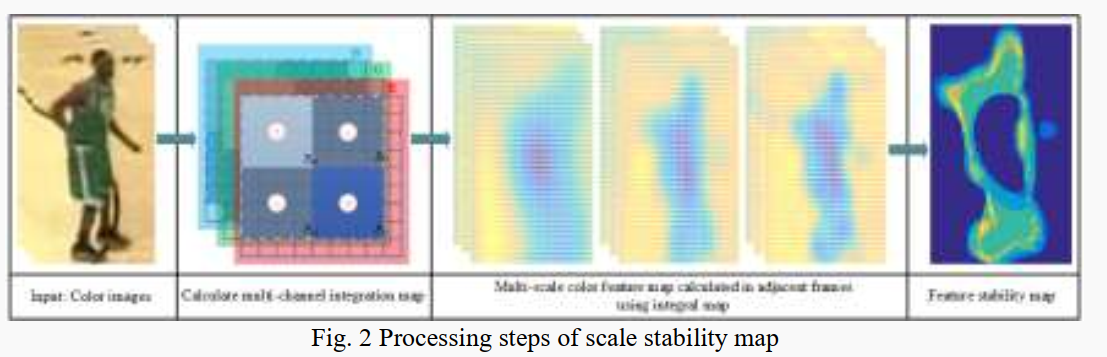 Input: Color images
Calculate multi-channel integration map
Multi-scale color feature map calculated in adjacent frames
using integral map
Feature stability map
Fig. 2 Processing steps of scale stability map